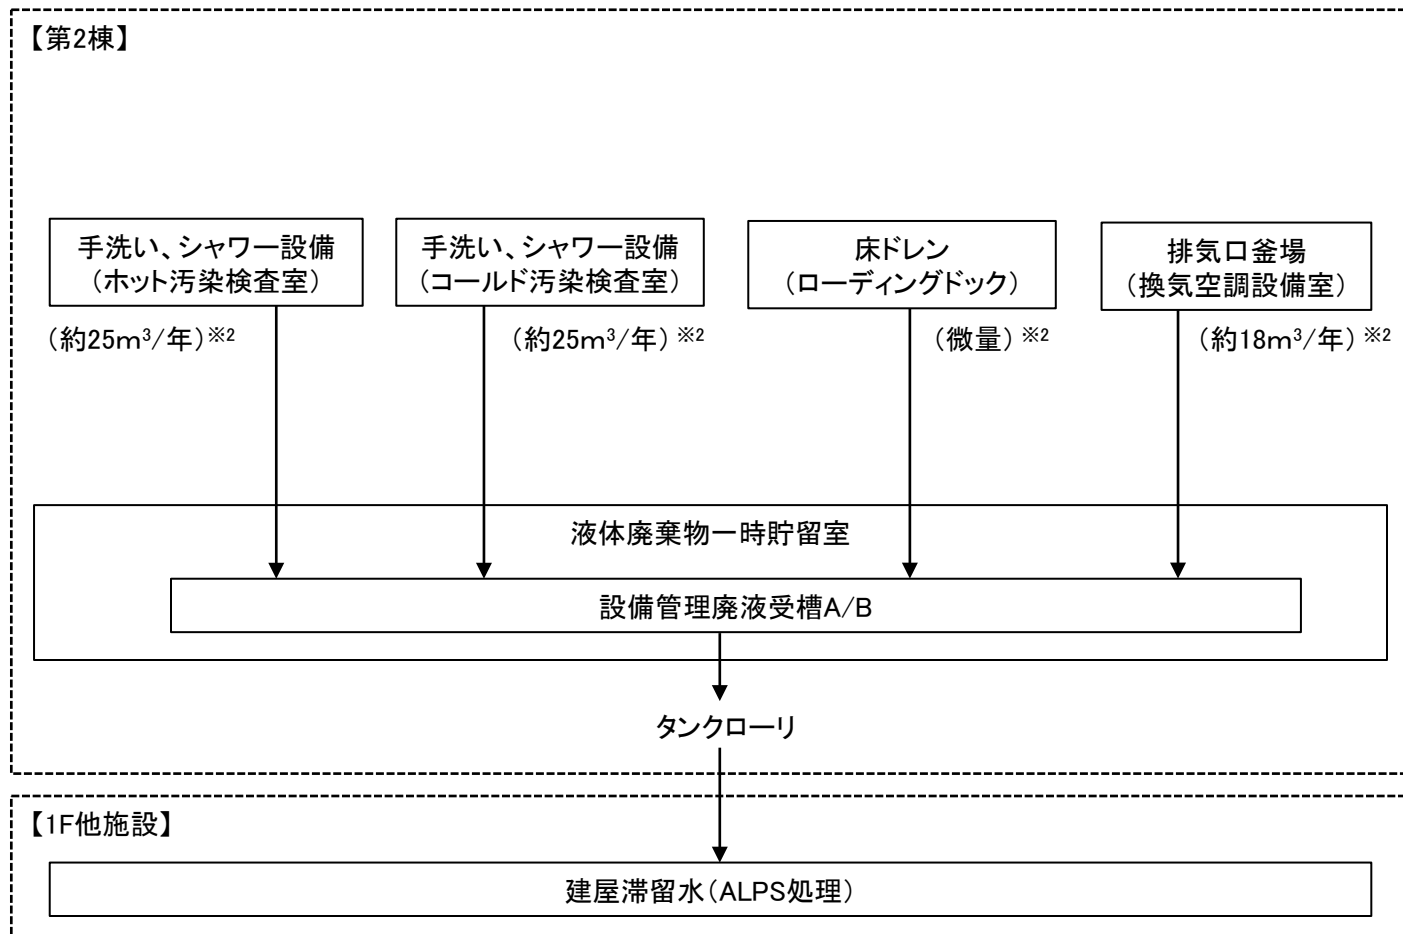 【第2棟】
手洗い、シャワー設備
（ホット汚染検査室）
手洗い、シャワー設備
（コールド汚染検査室）
床ドレン
（ローディングドック）
排気口釜場
（換気空調設備室）
（約25m³/年）※2
（約25m³/年）※2
（微量）※2
（約18m³/年）※2
液体廃棄物一時貯留室
設備管理廃液受槽A/B
タンクローリ
【1F他施設】
建屋滞留水（ALPS処理）